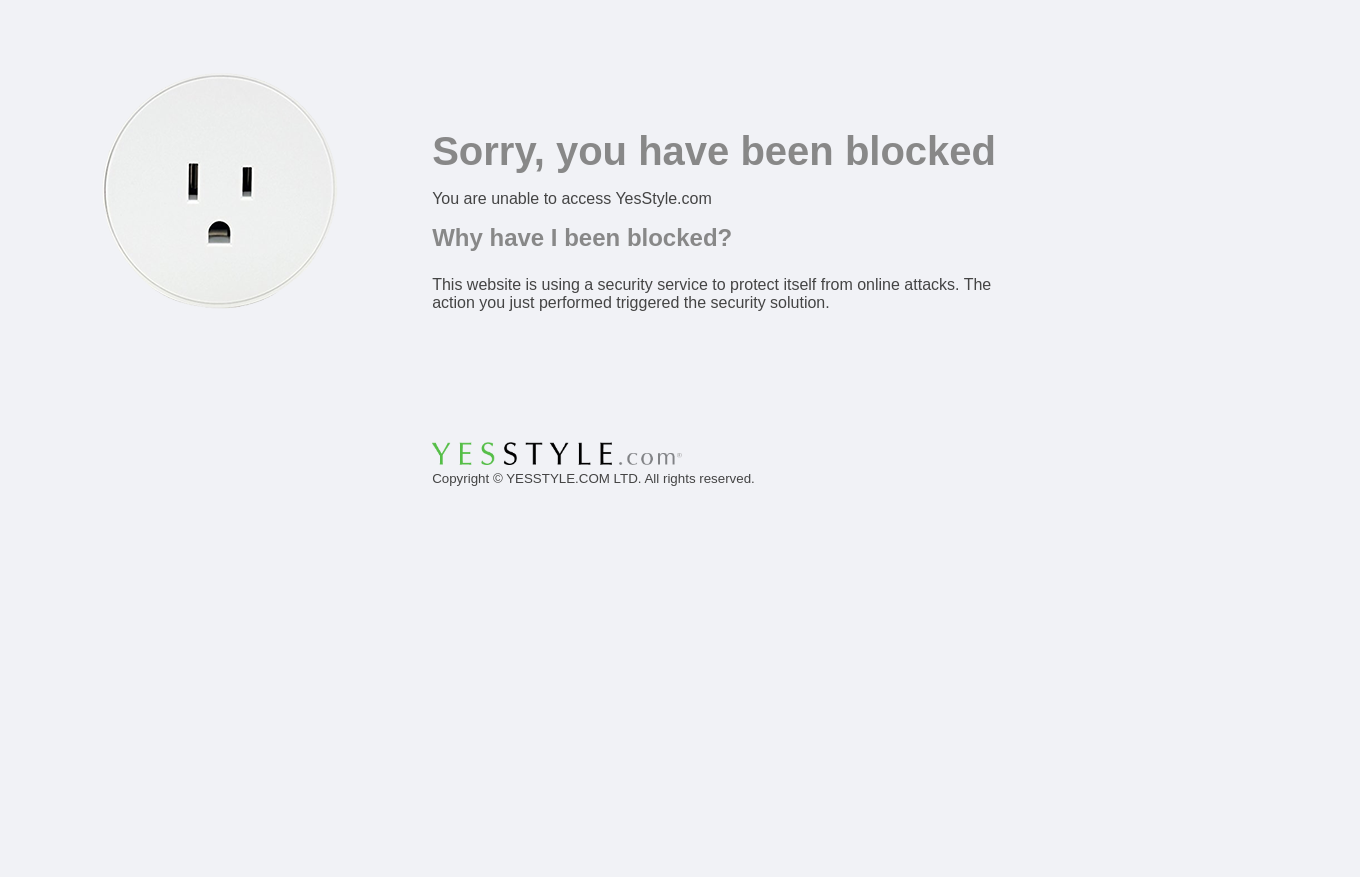 Sorry, you have been blocked
You are unable to access YesStyle.com
Why have I been blocked?
This website is using a security service to protect itself from online attacks. The
action you just performed triggered the security solution.
YESSTYLE.com®
Copyright © YESSTYLE.COM LTD. All rights reserved.